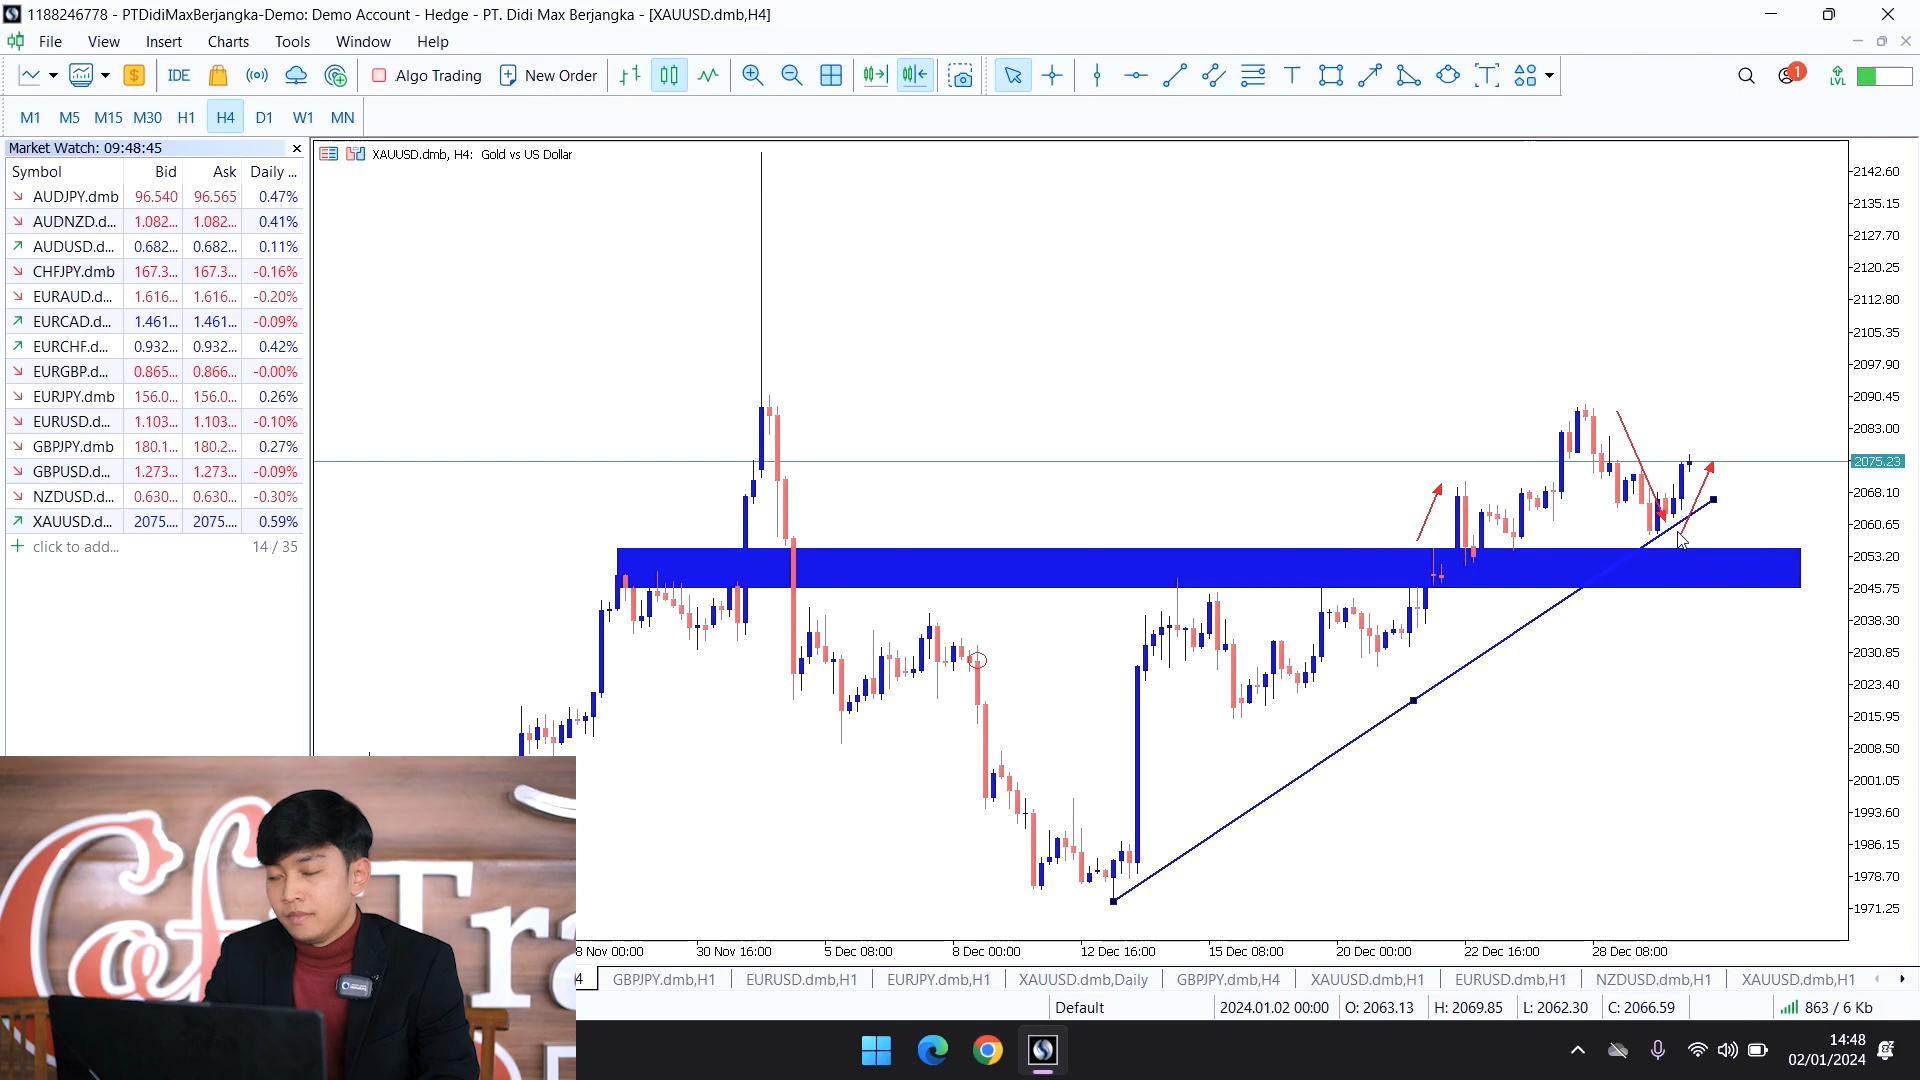 1188246778 - PTDidiMaxBerjangka-Demo: Demo Account - Hedge - PT. Didi Max Berjangka - [XAUUSD.dmb,H4]
File View Insert Charts Tools Window Help
IDE Algo Trading New Order 1 LVL
M1 M5 M15 M30 H1 H4 D1 W1 MN
Market Watch: 09:48:45
Symbol Bid Ask Daily ...
AUDJPY.dmb 96.540 96.565 0.47%
AUDNZD.d... 1.082... 1.082... 0.41%
AUDUSD.d... 0.682... 0.682... 0.11%
CHFJPY.dmb 167.3... 167.3... -0.16%
EURAUD.d... 1.616... 1.616... -0.20%
EURCAD.d... 1.461... 1.461... -0.09%
EURCHF.d... 0.932... 0.932... 0.42%
EURGBP.d... 0.865... 0.866... -0.00%
EURJPY.dmb 156.0... 156.0... 0.26%
EURUSD.d... 1.103... 1.103... -0.10%
GBPJPY.dmb 180.1... 180.2... 0.27%
GBPUSD.d... 1.273... 1.273... -0.09%
NZDUSD.d... 0.630... 0.630... -0.30%
XAUUSD.d... 2075.... 2075.... 0.59%
click to add... 14 / 35
XAUUSD.dmb, H4: Gold vs US Dollar
2142.60
2135.15
2127.70
2120.25
2112.80
2105.35
2097.90
2090.45
2083.00
2075.23
2068.10
2060.65
2053.20
2045.75
2038.30
2030.85
2023.40
2015.95
2008.50
2001.05
1993.60
1986.15
1978.70
1971.25
8 Nov 00:00 30 Nov 16:00 5 Dec 08:00 8 Dec 00:00 12 Dec 16:00 15 Dec 08:00 20 Dec 00:00 22 Dec 16:00 28 Dec 08:00
4 GBPJPY.dmb,H1 EURUSD.dmb,H1 EURJPY.dmb,H1 XAUUSD.dmb,Daily GBPJPY.dmb,H4 XAUUSD.dmb,H1 EURUSD.dmb,H1 NZDUSD.dmb,H1 XAUUSD.dmb,H1
Default 2024.01.02 00:00 O: 2063.13 H: 2069.85 L: 2062.30 C: 2066.59 863 / 6 Kb
14:48
02/01/2024